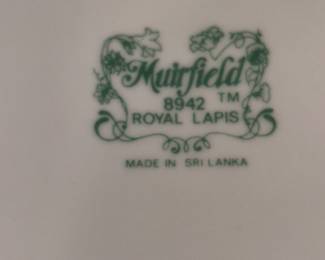 Muirfield
8942 TM
ROYAL LAPIS
MADE IN SRI LANKA